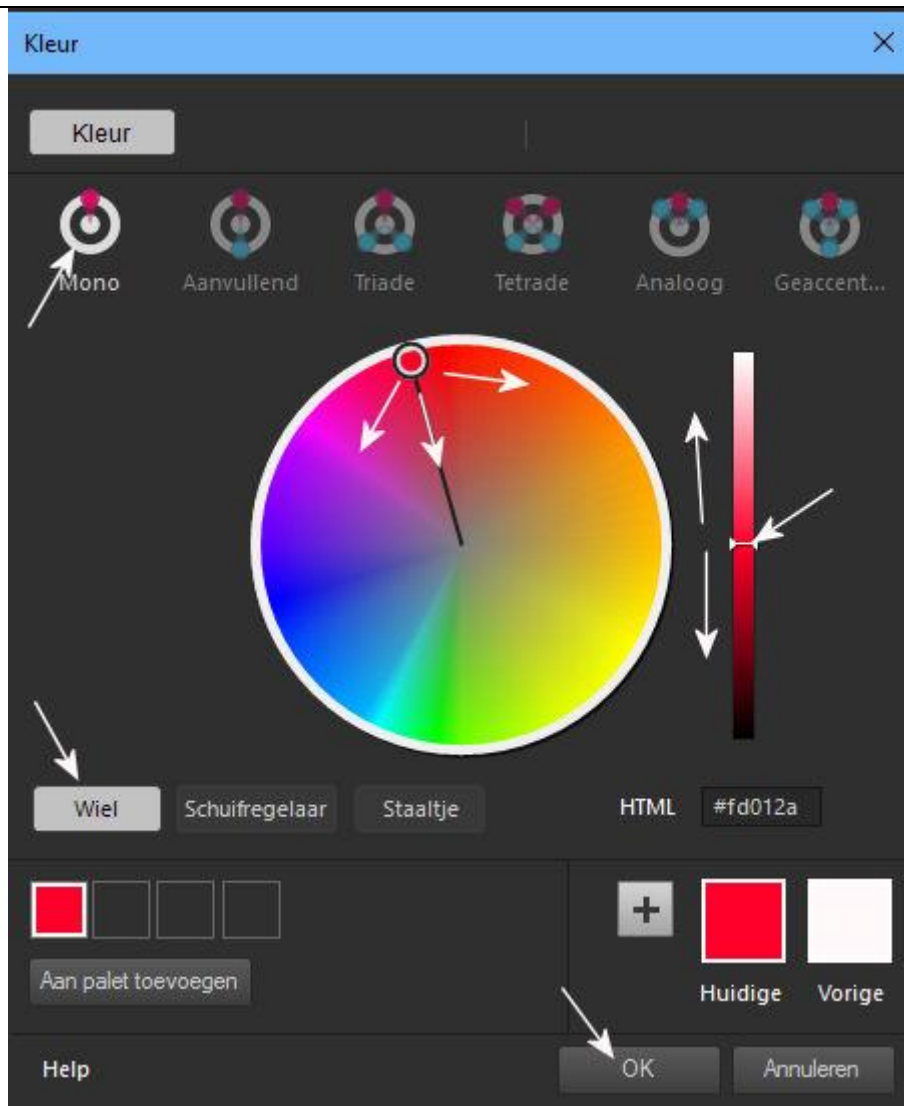 Kleur
Kleur
Mono Aanvullend Triade Tetrade Analoog Geaccent...
Wiel Schuifregelaar Staaltje HTML #fd012a
Aan palet toevoegen
Huidige Vorige
Help OK Annuleren